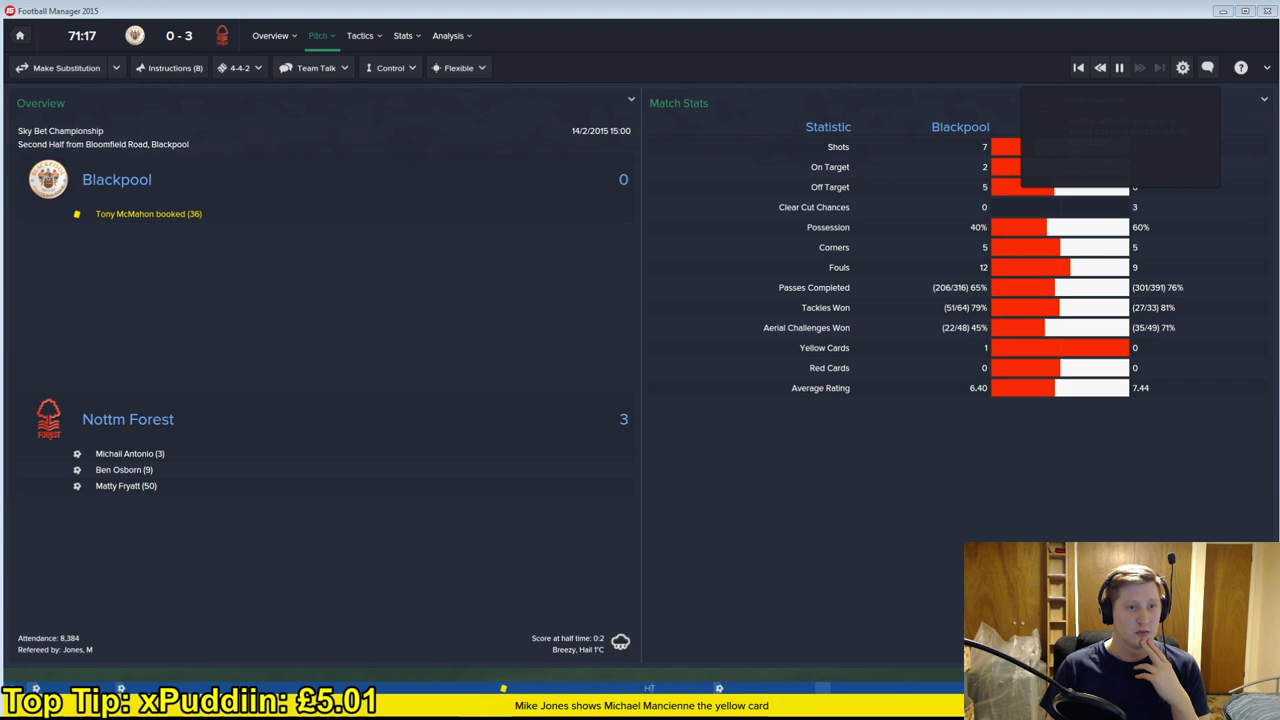 Football Manager 2015
71:17 0 - 3 Overview Pitch Tactics Stats Analysis
Make Substitution Instructions (8) 4-4-2 Team Talk Control Flexible
Overview
Sky Bet Championship 14/2/2015 15:00
Second Half from Bloomfield Road, Blackpool
Blackpool 0
Tony McMahon booked (36)
Nottm Forest 3
Michail Antonio (3)
Ben Osborn (9)
Matty Fryatt (50)
Attendance: 8,384 Score at half time: 0:2
Refereed by: Jones, M Breezy, Hail 1°C
Match Stats
Statistic Blackpool
Shots 7
On Target 2
Off Target 5
Clear Cut Chances 0 3
Possession 40% 60%
Corners 5 5
Fouls 12 9
Passes Completed (206/316) 65% (301/391) 76%
Tackles Won (51/64) 79% (27/33) 81%
Aerial Challenges Won (22/48) 45% (35/49) 71%
Yellow Cards 1 0
Red Cards 0 0
Average Rating 6.40 7.44
HT
Top Tip: xPuddiin: £5.01
Mike Jones shows Michael Mancienne the yellow card